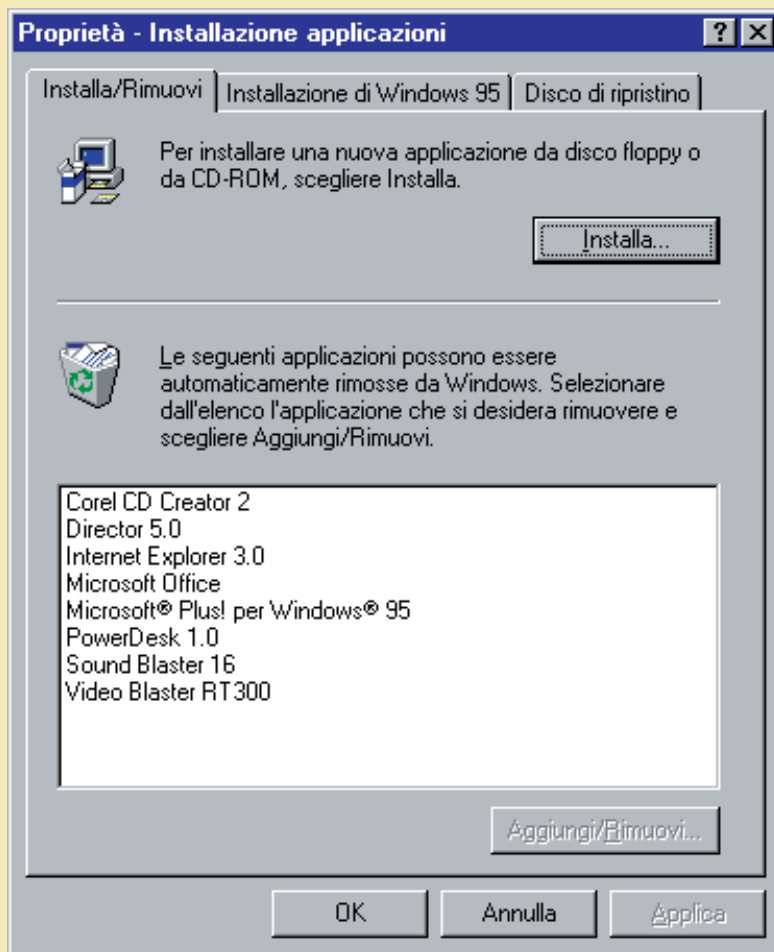 Proprietà - Installazione applicazioni
Installa/Rimuovi
Installazione di Windows 95
Disco di ripristino
Per installare una nuova applicazione da disco floppy o
da CD-ROM, scegliere Installa.
Installa...
Le seguenti applicazioni possono essere
automaticamente rimosse da Windows. Selezionare
dall'elenco l'applicazione che si desidera rimuovere e
scegliere Aggiungi/Rimuovi.
Corel CD Creator 2
Director 5.0
Internet Explorer 3.0
Microsoft Office
Microsoft® Plus! per Windows® 95
PowerDesk 1.0
Sound Blaster 16
Video Blaster RT300
Aggiungi/Rimuovi...
OK
Annulla
Applica